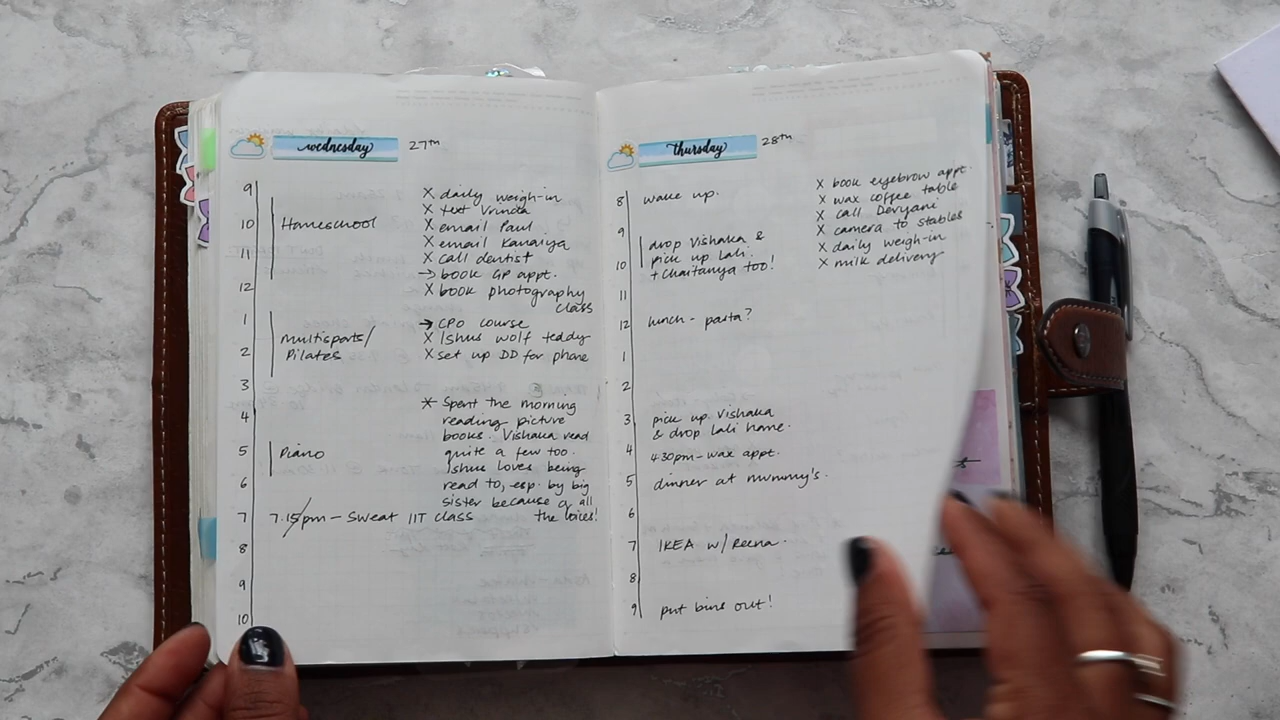 wednesday 27th
9
10 Homeschool
11
12
1
multisports/
2 Pilates
3
4
5 Piano
6
7 7.15pm - Sweat IIT class
8
9
10
X daily weigh-in
X text Vrinda
X email Paul
X email Kanaiya
X call dentist
→ book GP appt.
X book photography
class
→ CPO course
X Ishus wolf teddy
X set up DD for phone
* Spent the morning
reading picture
books. Vishaka read
quite a few too.
Ishus loves being
read to, esp. by big
sister because of all
the voices!
thursday 28th
8 wake up.
9
drop Vishaka &
10 pick up Lali.
+ Chaitanya too!
11
12 lunch - pasta?
1
2
3 pick up Vishaka
& drop Lali home.
4 430pm - wax appt.
5 dinner at mummy's.
6
7 IKEA w/ Reena.
8
9 put bins out!
X book eyebrow appt.
X wax coffee table
X call Devyani
X camera to stables
X daily weigh-in
X milk delivery